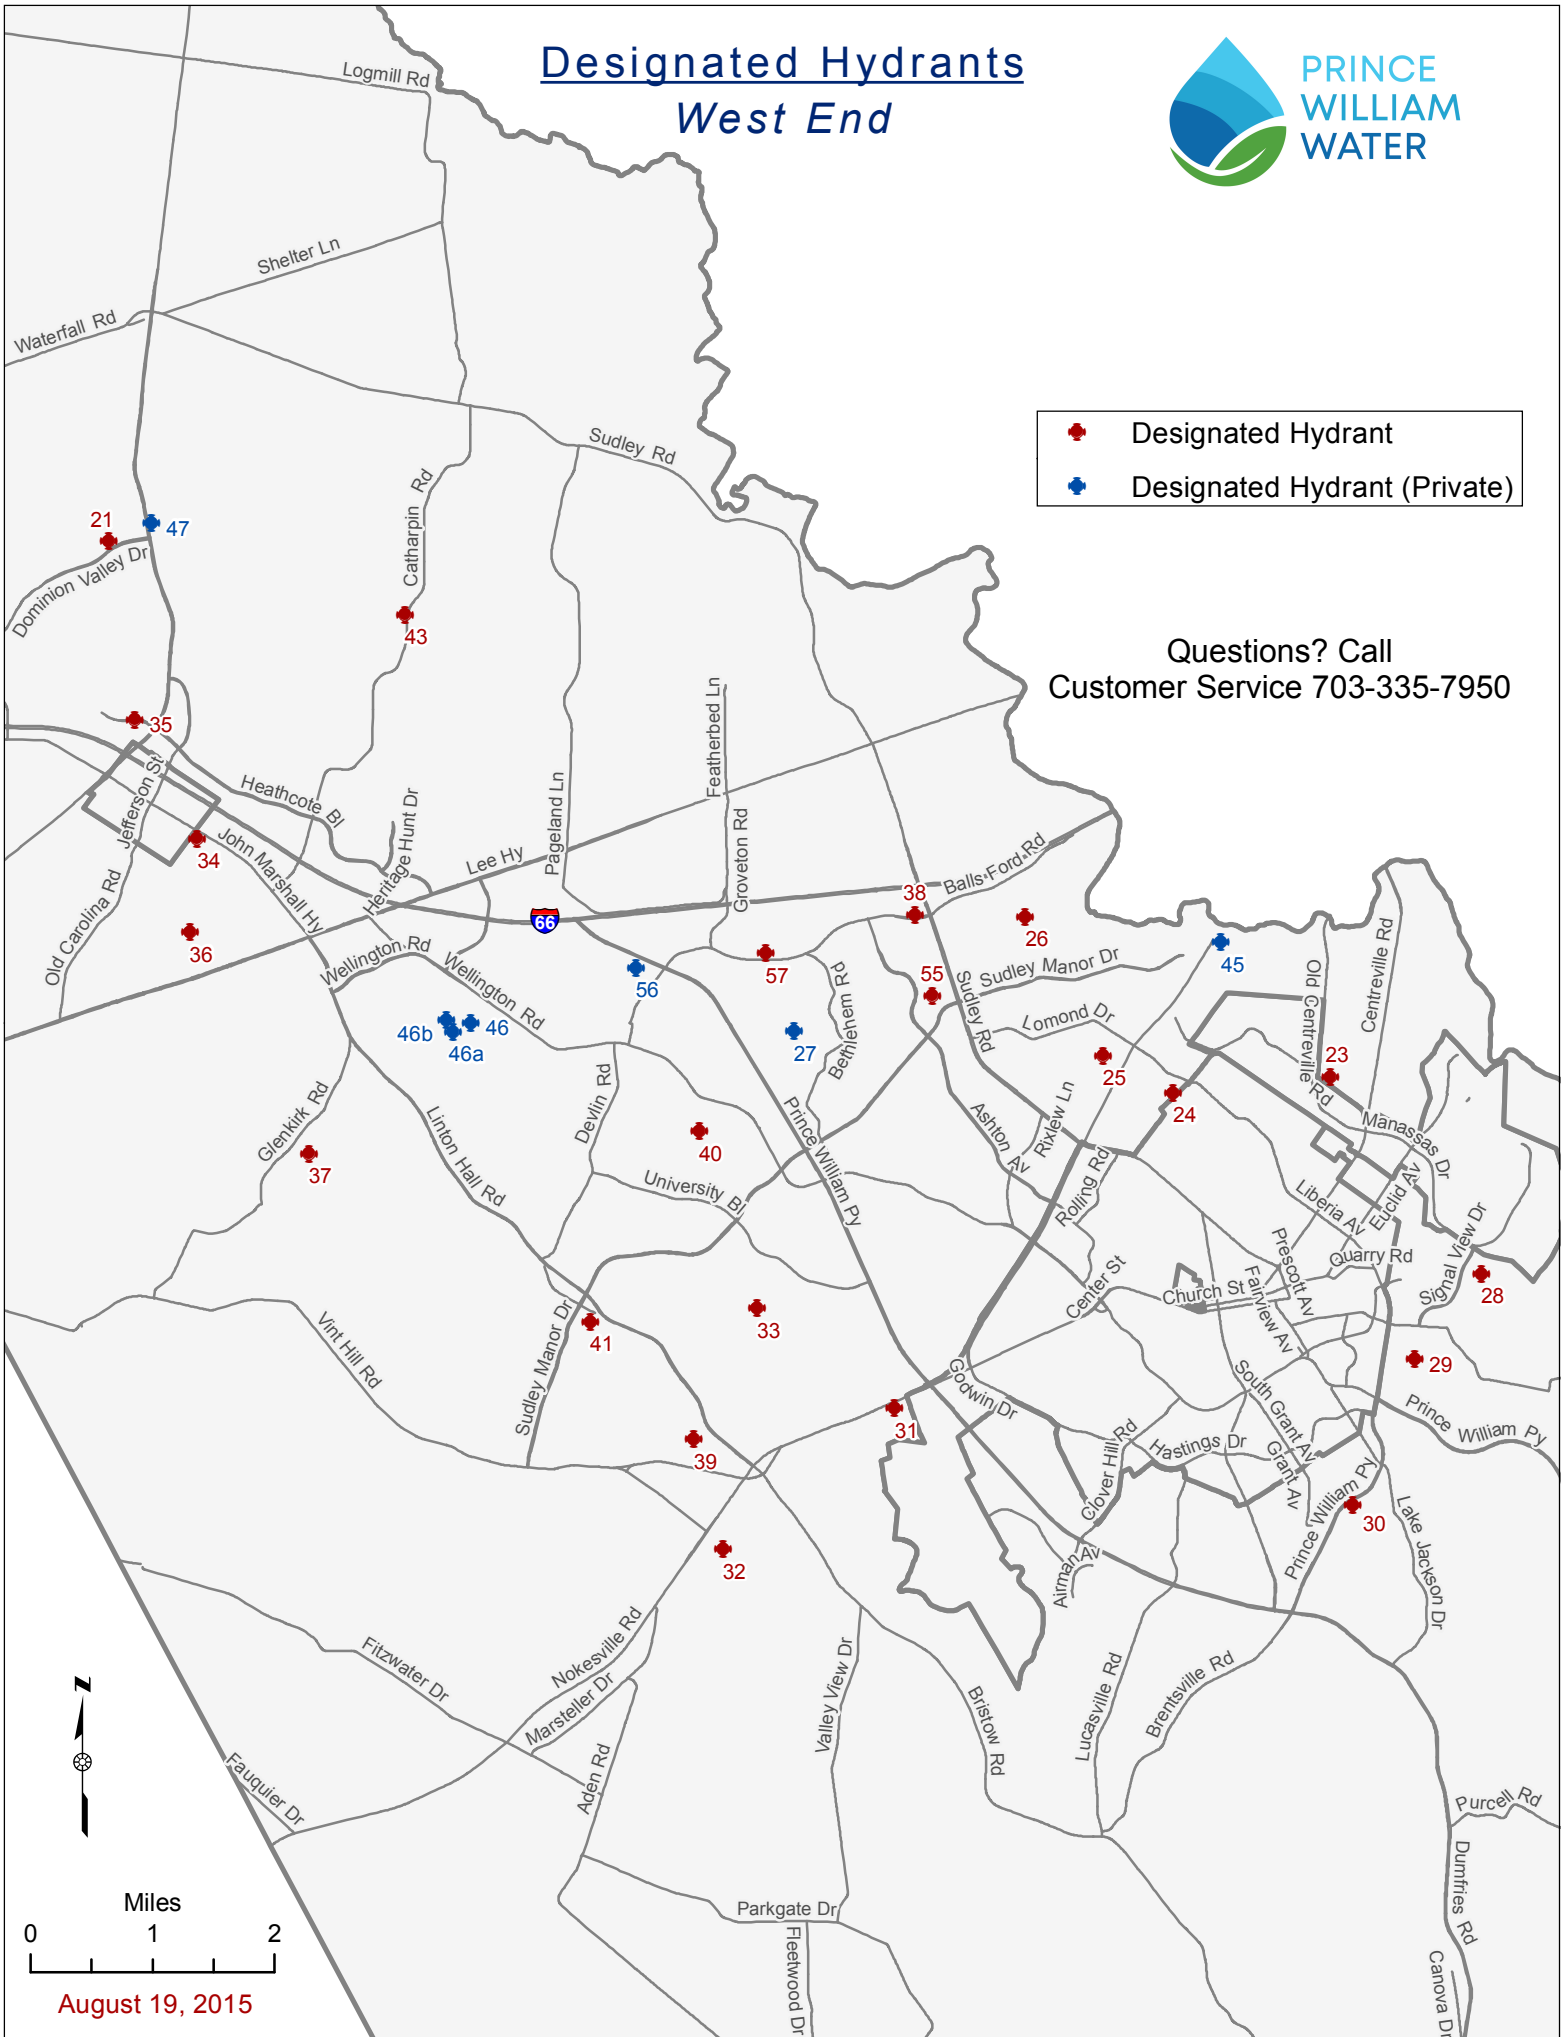 Designated Hydrants
West End
PRINCE
WILLIAM
WATER
Logmill Rd
Shelter Ln
Waterfall Rd
Sudley Rd
Designated Hydrant
Designated Hydrant (Private)
Catharpin Rd
21
47
Dominion Valley Dr
43
Questions? Call
Customer Service 703-335-7950
35
Featherbed Ln
Jefferson St
Heathcote Bl
Heritage Hunt Dr
Pageland Ln
Groveton Rd
34
John Marshall Hy
Lee Hy
Balls Ford Rd
38
66
26
Old Carolina Rd
36
Wellington Rd
Wellington Rd
56
57
Bethlehem Rd
55
Sudley Manor Dr
Sudley Rd
45
Old Centreville Rd
Centreville Rd
46b
46
46a
27
Lomond Dr
25
24
23
Manassas Dr
Glenkirk Rd
37
Linton Hall Rd
Devlin Rd
40
Prince William Py
Ashton Av
Rixlew Ln
Rolling Rd
University Bl
Liberia Av
Euclid Av
Prescott Av
Quarry Rd
Signal View Dr
28
Center St
Church St
Fairview Av
Vint Hill Rd
Sudley Manor Dr
41
33
29
Godwin Dr
South Grant Av
Prince William Py
31
39
Clover Hill Rd
Hastings Dr
Grant Av
Prince William Py
30
Lake Jackson Dr
32
Airman Av
Nokesville Rd
Fitzwater Dr
Marsteller Dr
Valley View Dr
Bristow Rd
Lucasville Rd
Brentsville Rd
Aden Rd
Fauquier Dr
Purcell Rd
Dumfries Rd
Parkgate Dr
Fleetwood Dr
Canova Dr
Z
Miles
0 1 2
August 19, 2015